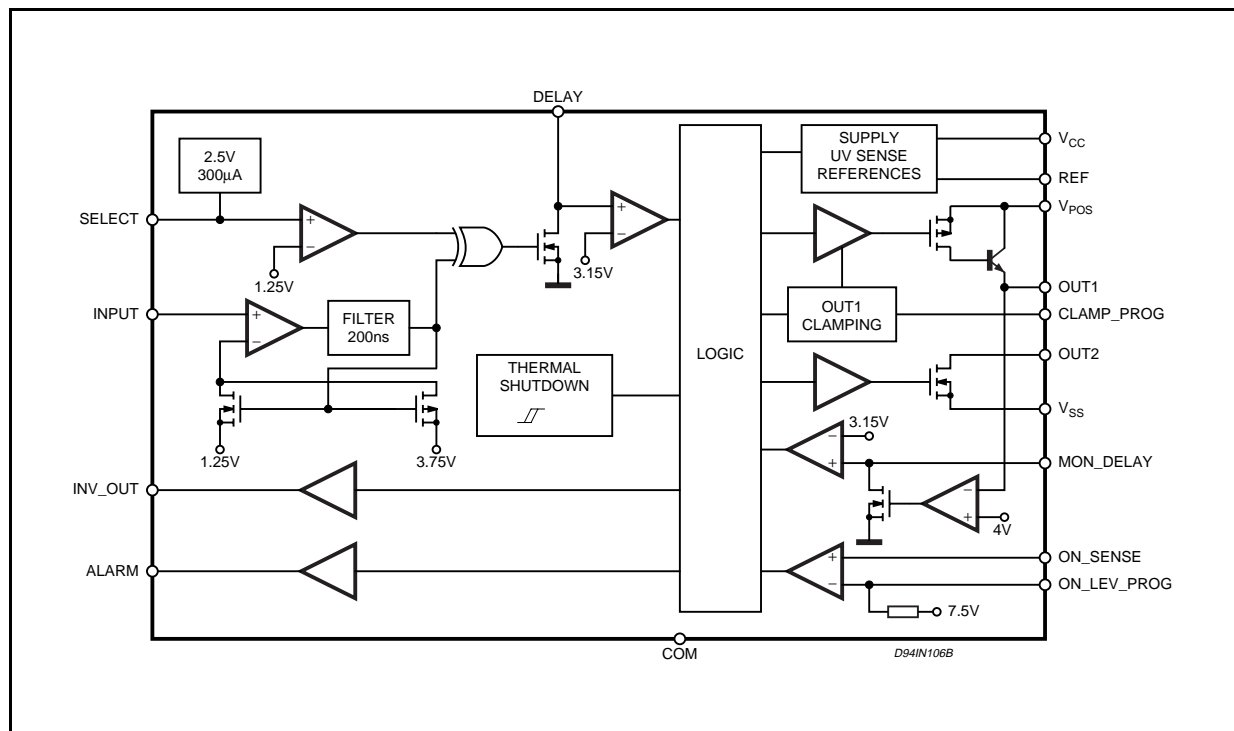 DELAY
2.5V
300µA
SUPPLY
UV SENSE
REFERENCES
VCC
REF
SELECT
+
−
1.25V
+
−
3.15V
VPOS
INPUT
+
−
FILTER
200ns
LOGIC
OUT1
OUT1
CLAMPING
CLAMP_PROG
THERMAL
SHUTDOWN
OUT2
VSS
1.25V
3.75V
3.15V
−
+
MON_DELAY
INV_OUT
−
+
4V
ALARM
+
−
ON_SENSE
ON_LEV_PROG
7.5V
COM
D94IN106B